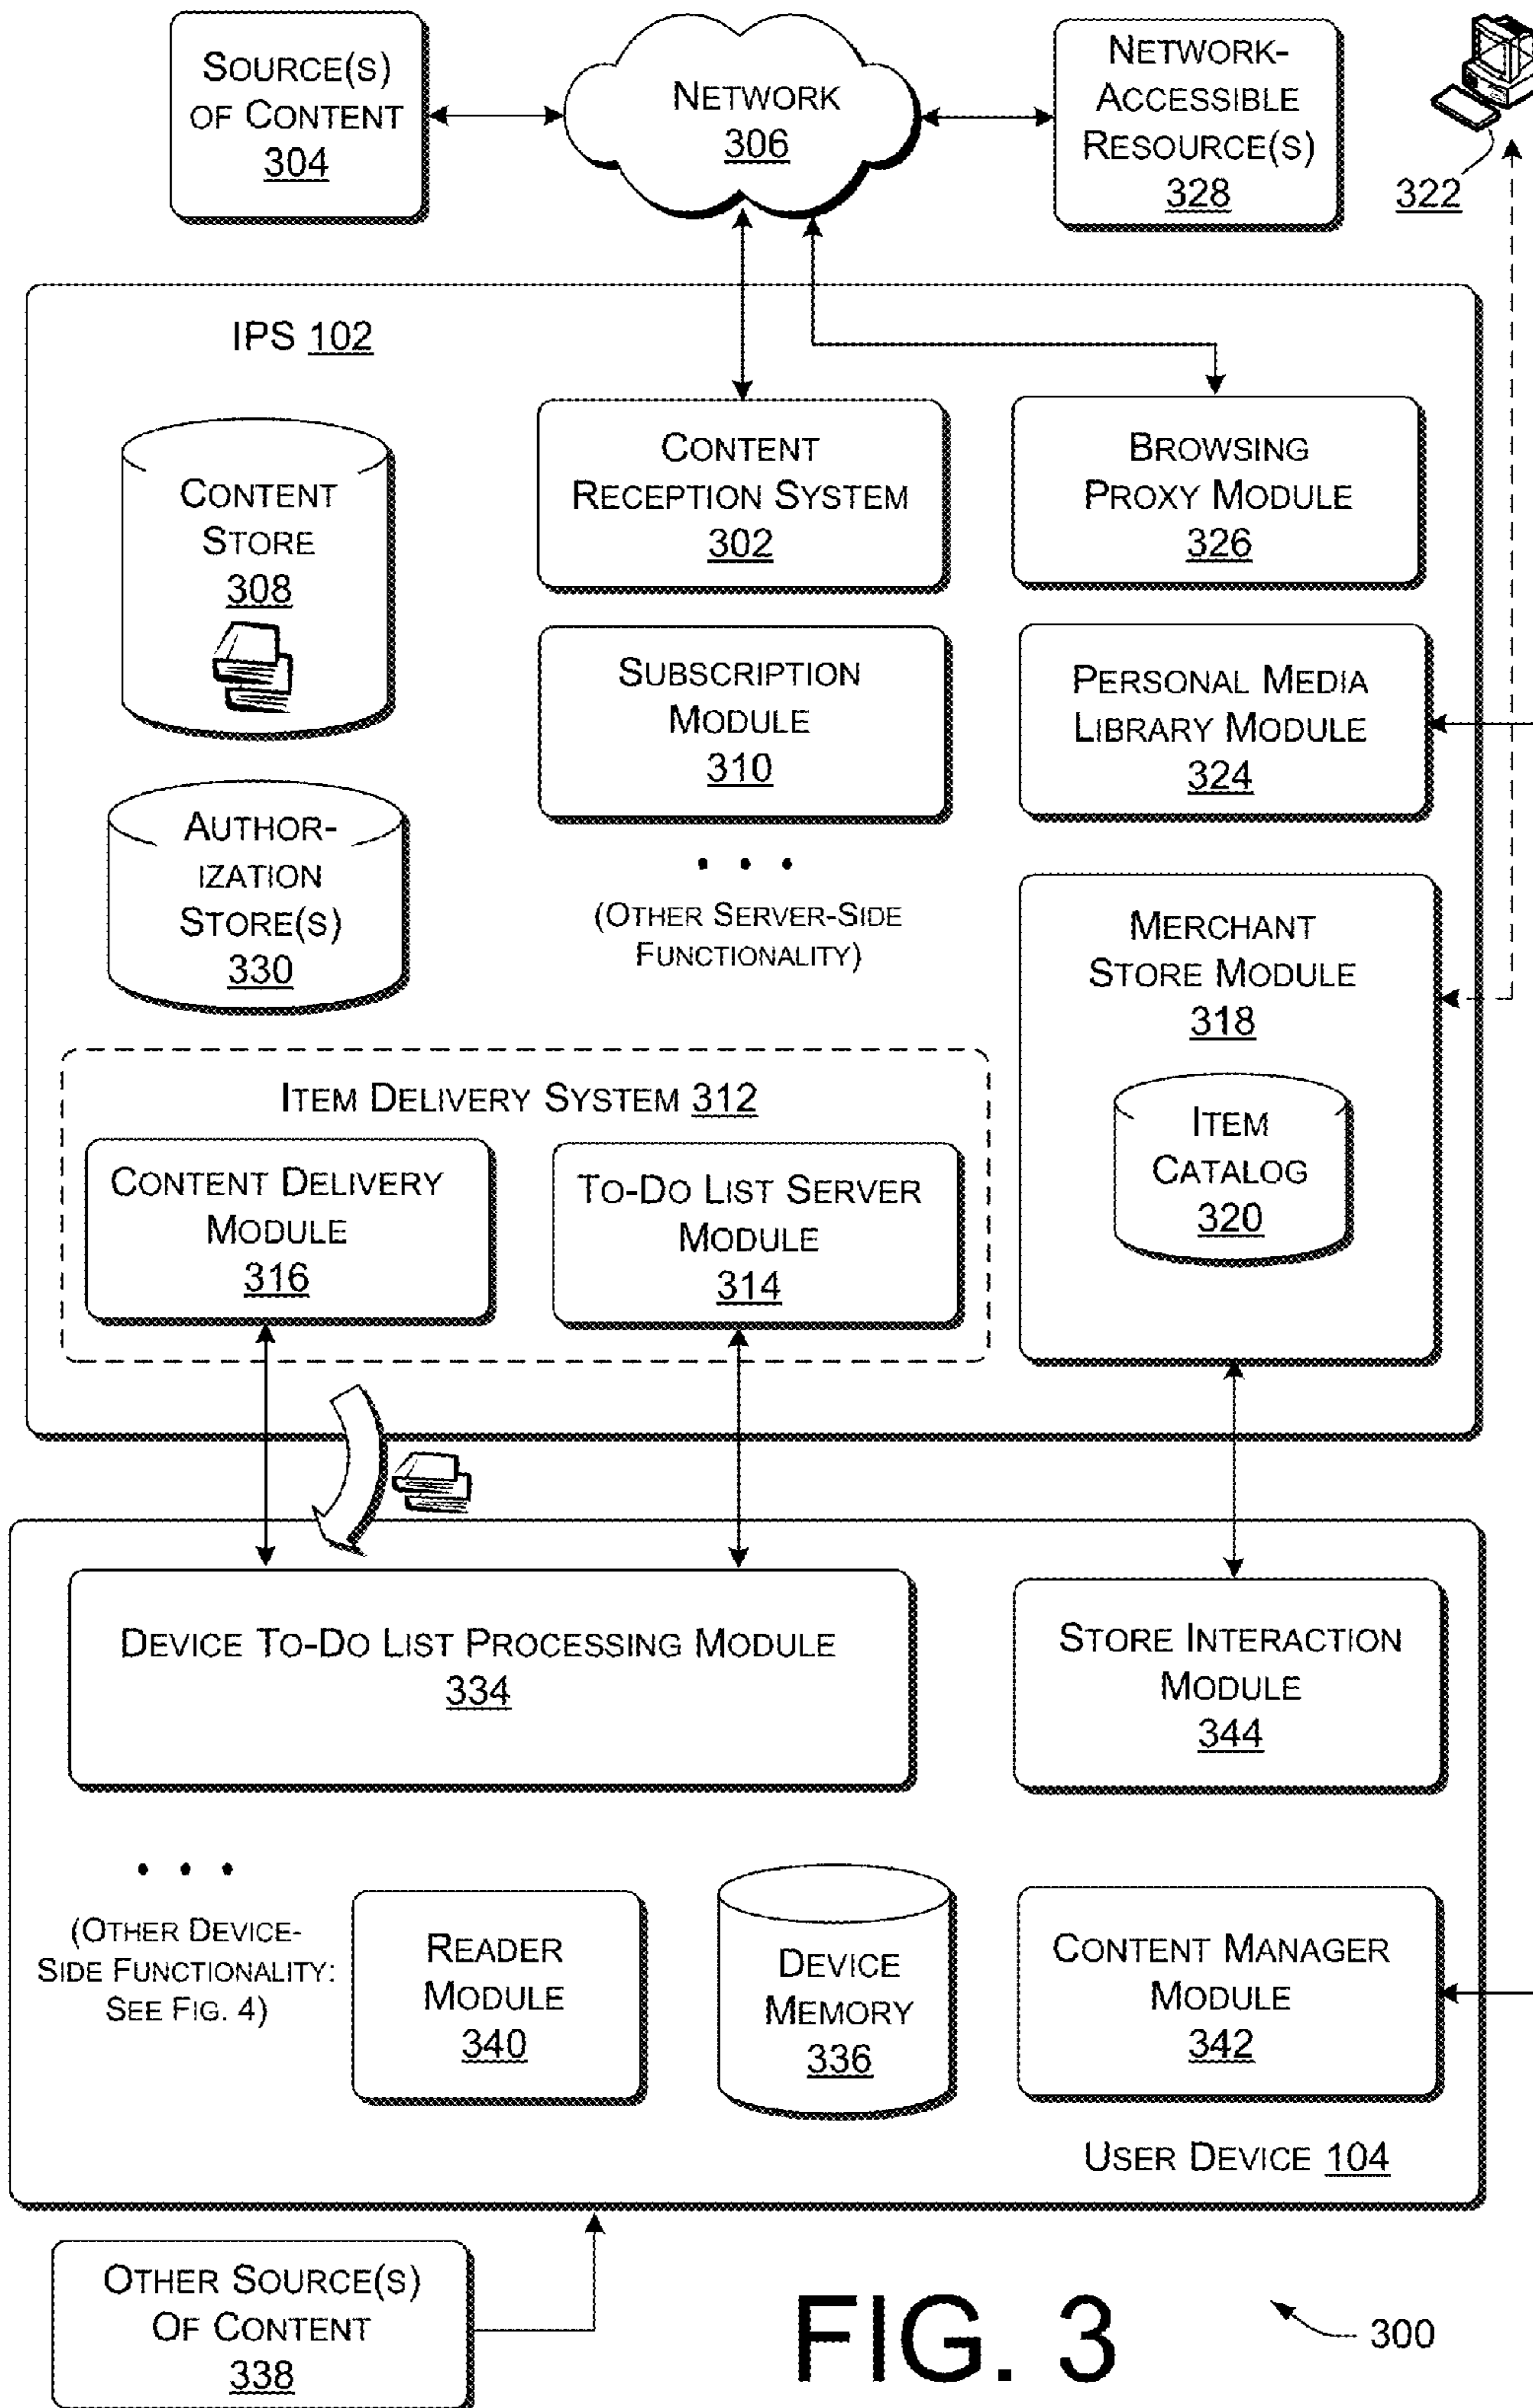 SOURCE(S)
OF CONTENT
304
NETWORK
306
NETWORK-
ACCESSIBLE
RESOURCE(S)
328
322
IPS 102
CONTENT
STORE
308
CONTENT
RECEPTION SYSTEM
302
BROWSING
PROXY MODULE
326
SUBSCRIPTION
MODULE
310
PERSONAL MEDIA
LIBRARY MODULE
324
AUTHOR-
IZATION
STORE(S)
330
• • •
(OTHER SERVER-SIDE
FUNCTIONALITY)
MERCHANT
STORE MODULE
318
ITEM
CATALOG
320
ITEM DELIVERY SYSTEM 312
CONTENT DELIVERY
MODULE
316
TO-DO LIST SERVER
MODULE
314
DEVICE TO-DO LIST PROCESSING MODULE
334
STORE INTERACTION
MODULE
344
• • •
(OTHER DEVICE-
SIDE FUNCTIONALITY:
SEE FIG. 4)
READER
MODULE
340
DEVICE
MEMORY
336
CONTENT MANAGER
MODULE
342
USER DEVICE 104
OTHER SOURCE(S)
OF CONTENT
338
FIG. 3
300